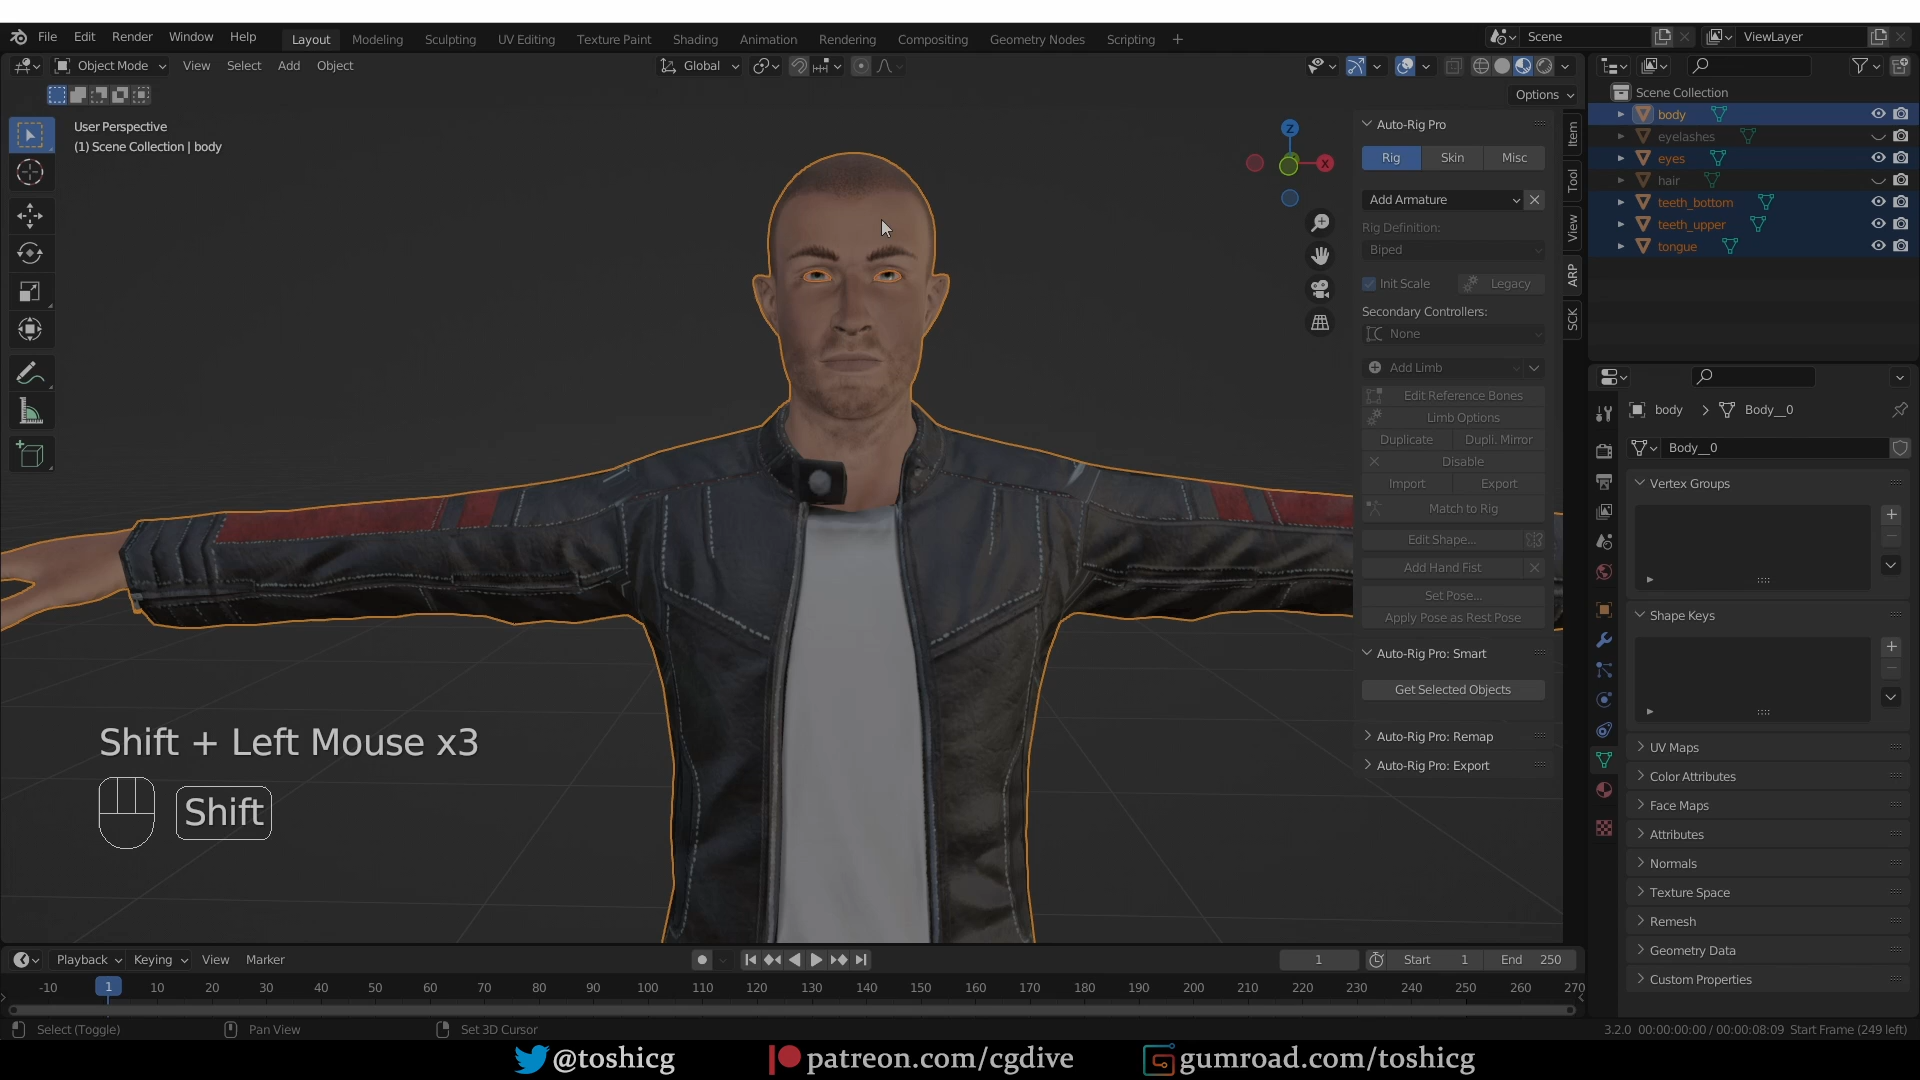 File Edit Render Window Help Layout Modeling Sculpting UV Editing Texture Paint Shading Animation Rendering Compositing Geometry Nodes Scripting + Scene ViewLayer
Object Mode View Select Add Object Global
Options
User Perspective
(1) Scene Collection | body
Z
X
Auto-Rig Pro
Rig Skin Misc
Add Armature
Rig Definition:
Biped
Init Scale Legacy
Secondary Controllers:
None
Add Limb
Edit Reference Bones
Limb Options
Duplicate Dupli. Mirror
Disable
Import Export
Match to Rig
Edit Shape...
Add Hand Fist
Set Pose...
Apply Pose as Rest Pose
Auto-Rig Pro: Smart
Get Selected Objects
Auto-Rig Pro: Remap
Auto-Rig Pro: Export
Item
Tool
View
ARP
SCK
Scene Collection
body
eyelashes
eyes
hair
teeth_bottom
teeth_upper
tongue
body > Body__0
Body__0
Vertex Groups
Shape Keys
UV Maps
Color Attributes
Face Maps
Attributes
Normals
Texture Space
Remesh
Geometry Data
Custom Properties
Shift + Left Mouse x3
Shift
Playback Keying View Marker 1 Start 1 End 250
-10 1 10 20 30 40 50 60 70 80 90 100 110 120 130 140 150 160 170 180 190 200 210 220 230 240 250 260 270
Select (Toggle) Pan View Set 3D Cursor 3.2.0 00:00:00:00 / 00:00:08:09 Start Frame (249 left)
@toshicg patreon.com/cgdive gumroad.com/toshicg